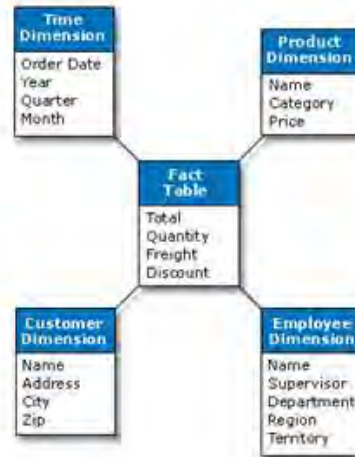 Time
Dimension
Order Date
Year
Quarter
Month
Product
Dimension
Name
Category
Price
Fact
Table
Total
Quantity
Freight
Discount
Customer
Dimension
Name
Address
City
Zip
Employee
Dimension
Name
Supervisor
Department
Region
Territory